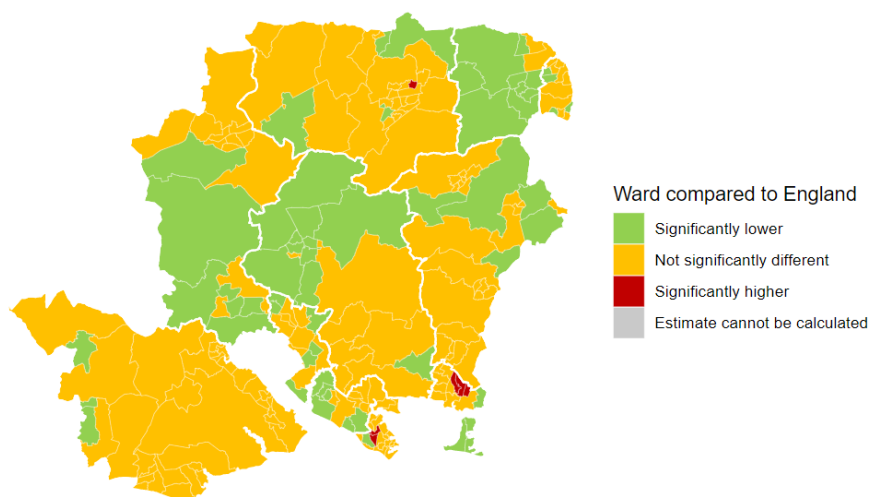 Ward compared to England
Significantly lower
Not significantly different
Significantly higher
Estimate cannot be calculated